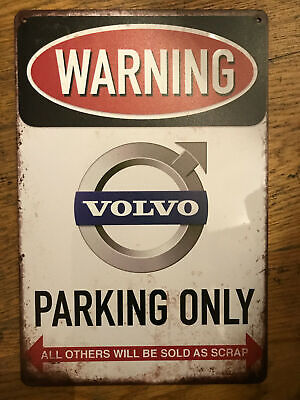 WARNING
VOLVO
PARKING ONLY
ALL OTHERS WILL BE SOLD AS SCRAP